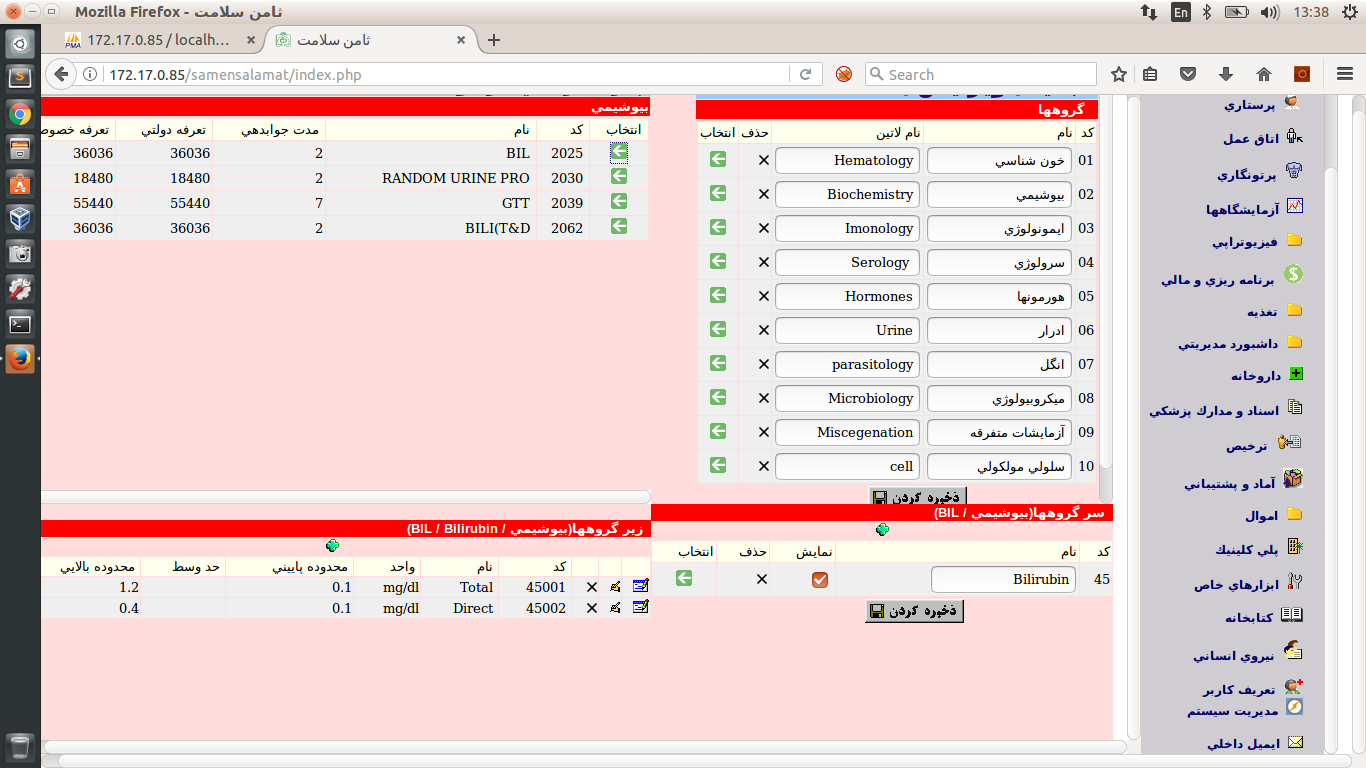 Mozilla Firefox - ثامن سلامت
En
13:38
172.17.0.85 / localh...
ثامن سلامت
172.17.0.85/samensalamat/index.php
Search
بيوشيمي
انتخاب کد نام مدت جوابدهي تعرفه دولتي تعرفه خصوص
2025 BIL 2 36036 36036
2030 RANDOM URINE PRO 2 18480 18480
2039 GTT 7 55440 55440
2062 BILI(T&D 2 36036 36036
گروهها
کد نام نام لاتين حذف انتخاب
01 خون شناسي Hematology
02 بيوشيمي Biochemistry
03 ايمونولوژي Imonology
04 سرولوژي Serology
05 هورمونها Hormones
06 ادرار Urine
07 انگل parasitology
08 ميکروبيولوژي Microbiology
09 آزمايشات متفرقه Miscegenation
10 سلولي مولکولي cell
ذخيره کردن
سر گروهها(بيوشيمي / BIL)
کد نام نمايش حذف انتخاب
45 Bilirubin
ذخيره کردن
زير گروهها(بيوشيمي / BIL / Bilirubin)
کد نام واحد محدوده پاييني حد وسط محدوده بالايي
45001 Total mg/dl 0.1 1.2
45002 Direct mg/dl 0.1 0.4
پرستاري
اتاق عمل
پرتونگاري
آزمايشگاهها
فيزيوتراپي
برنامه ريزي و مالي
تغذيه
داشبورد مديريتي
داروخانه
اسناد و مدارك پزشكي
ترخيص
آماد و پشتيباني
اموال
پلي كلينيك
ابزارهاي خاص
كتابخانه
نيروي انساني
تعريف كاربر
مديريت سيستم
ايميل داخلي